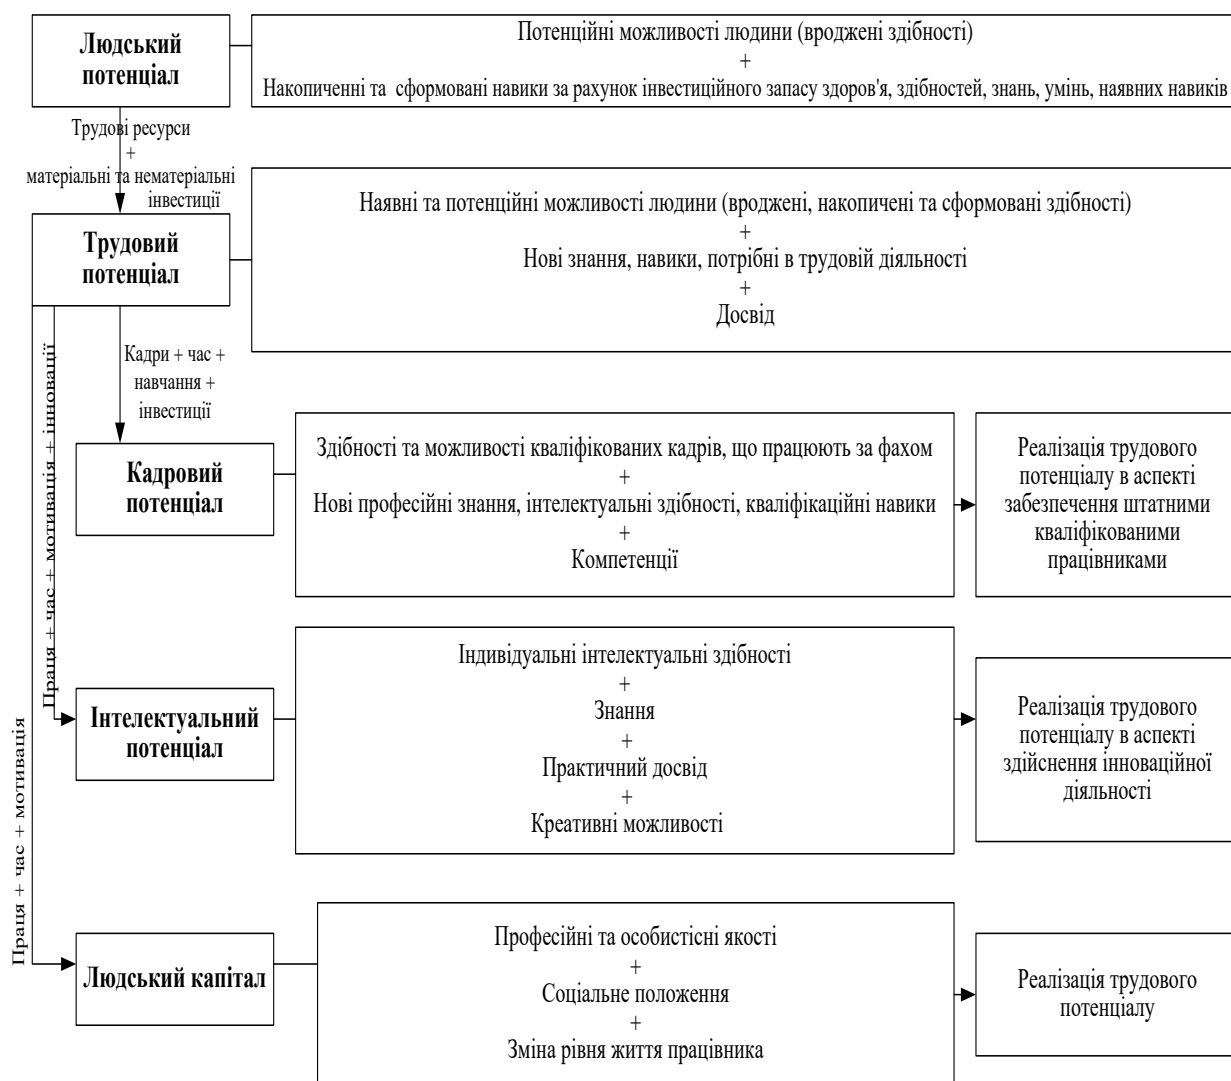 Людський
потенціал
Потенційні можливості людини (вроджені здібності)
+
Накопиченні та сформовані навики за рахунок інвестиційного запасу здоров'я, здібностей, знань, умінь, наявних навиків
Трудові ресурси
+
матеріальні та нематеріальні
інвестиції
Трудовий
потенціал
Наявні та потенційні можливості людини (вроджені, накопичені та сформовані здібності)
+
Нові знання, навики, потрібні в трудовій діяльності
+
Досвід
Кадри + час +
навчання +
інвестиції
Праця + час + мотивація + інновації
Праця + час + мотивація
Кадровий
потенціал
Здібності та можливості кваліфікованих кадрів, що працюють за фахом
+
Нові професійні знання, інтелектуальні здібності, кваліфікаційні навики
+
Компетенції
Реалізація трудового
потенціалу в аспекті
забезпечення штатними
кваліфікованими
працівниками
Інтелектуальний
потенціал
Індивідуальні інтелектуальні здібності
+
Знання
+
Практичний досвід
+
Креативні можливості
Реалізація трудового
потенціалу в аспекті
здійснення інноваційної
діяльності
Людський капітал
Професійні та особистісні якості
+
Соціальне положення
+
Зміна рівня життя працівника
Реалізація трудового
потенціалу